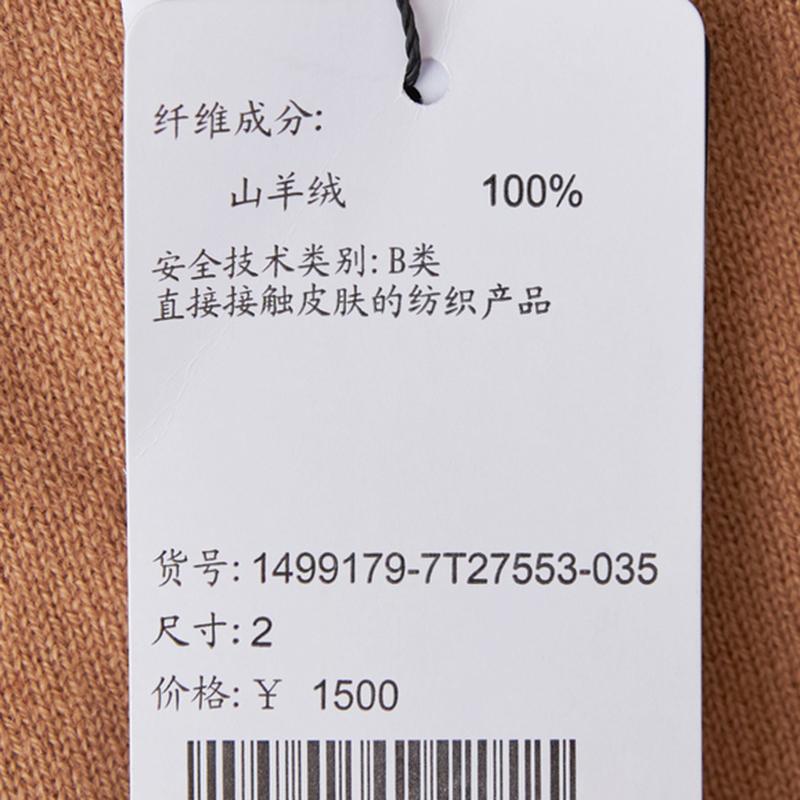 纤维成分:
山羊绒 100%
安全技术类别: B类
直接接触皮肤的纺织产品
货号: 1499179-7T27553-035
尺寸: 2
价格: ¥ 1500